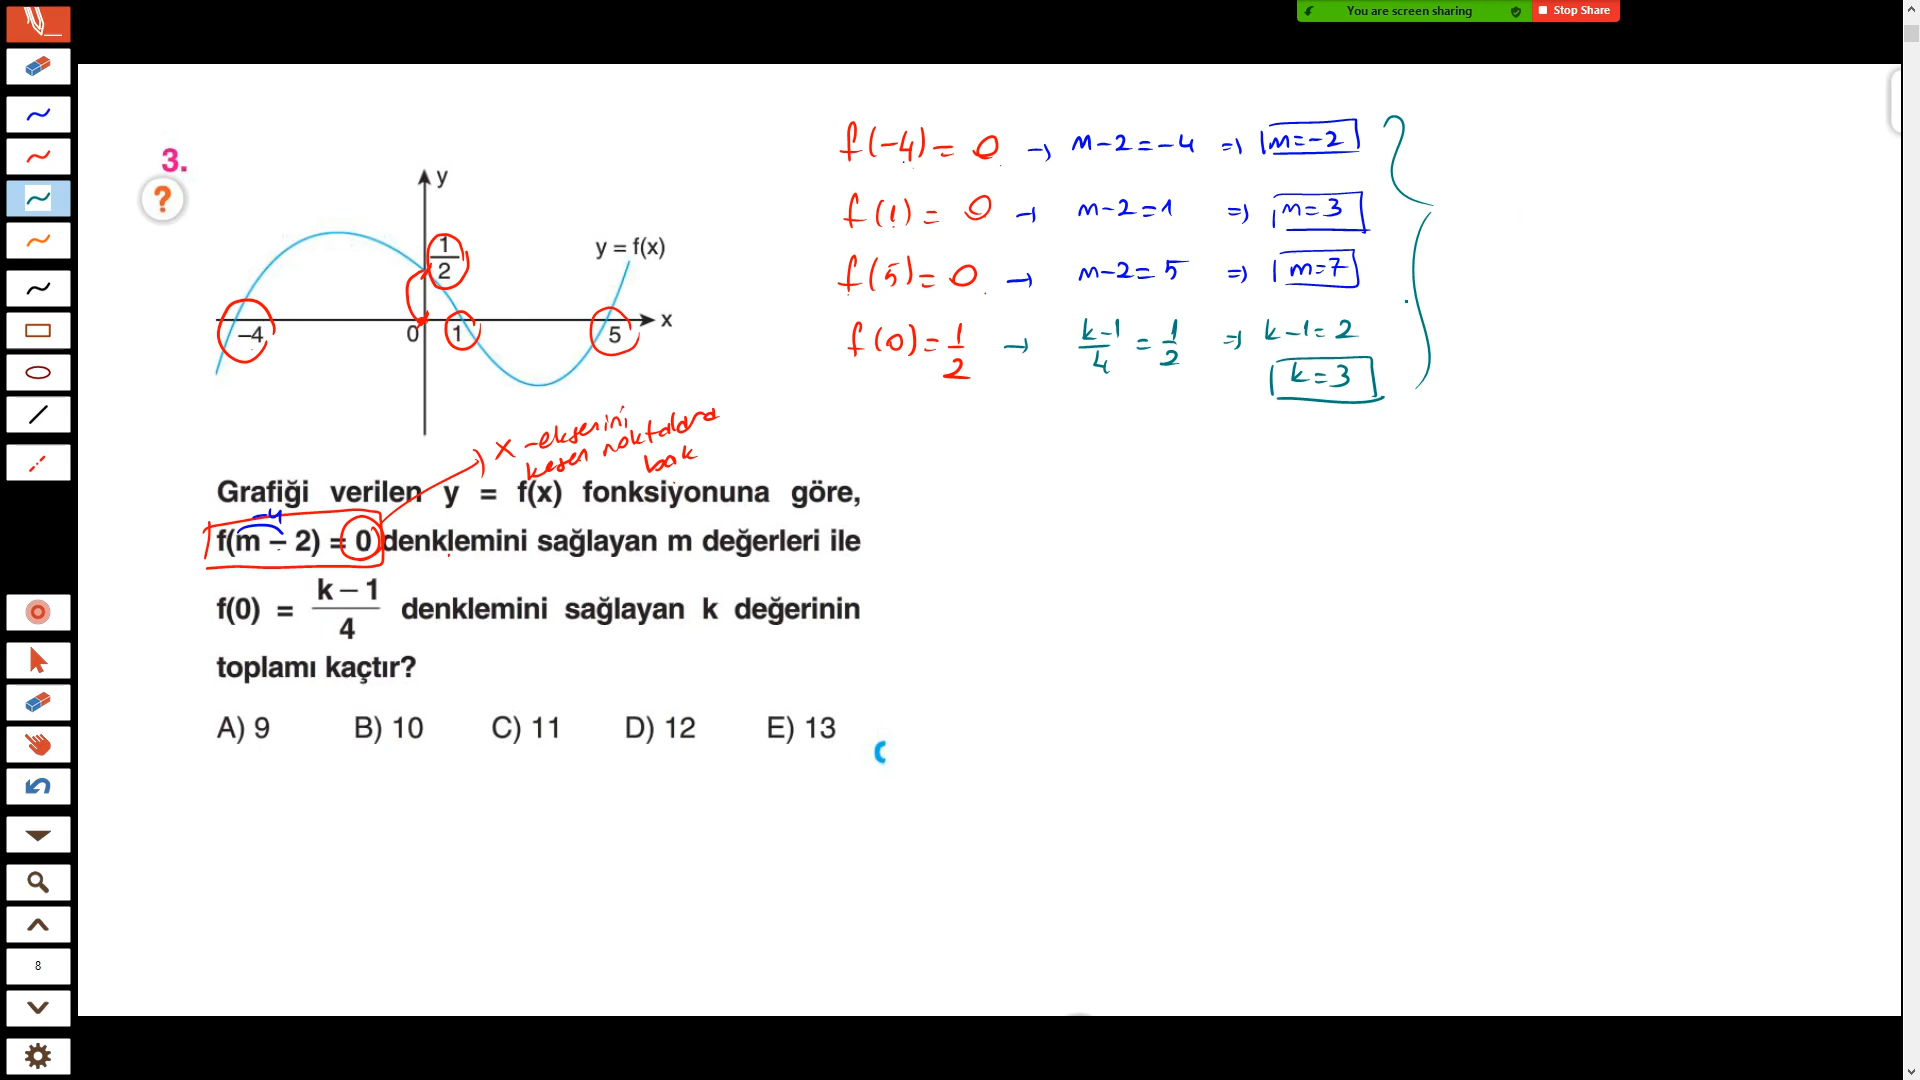 You are screen sharing
Stop Share
3.
?
y
1
2
y = f(x)
-4
0
1
5
x
f(-4) = 0 → m-2=-4 ⇒ m=-2
f(1) = 0 → m-2=1 ⇒ m=3
f(5) = 0 → m-2=5 ⇒ m=7
f(0) = 1/2 → k-1/4 = 1/2 ⇒ k-1=2
k=3
x-eksenini
kesen noktalara
bak
Grafiği verilen y = f(x) fonksiyonuna göre,
-4
f(m – 2) = 0 denklemini sağlayan m değerleri ile
f(0) = k – 1 / 4 denklemini sağlayan k değerinin
toplamı kaçtır?
A) 9 B) 10 C) 11 D) 12 E) 13
8